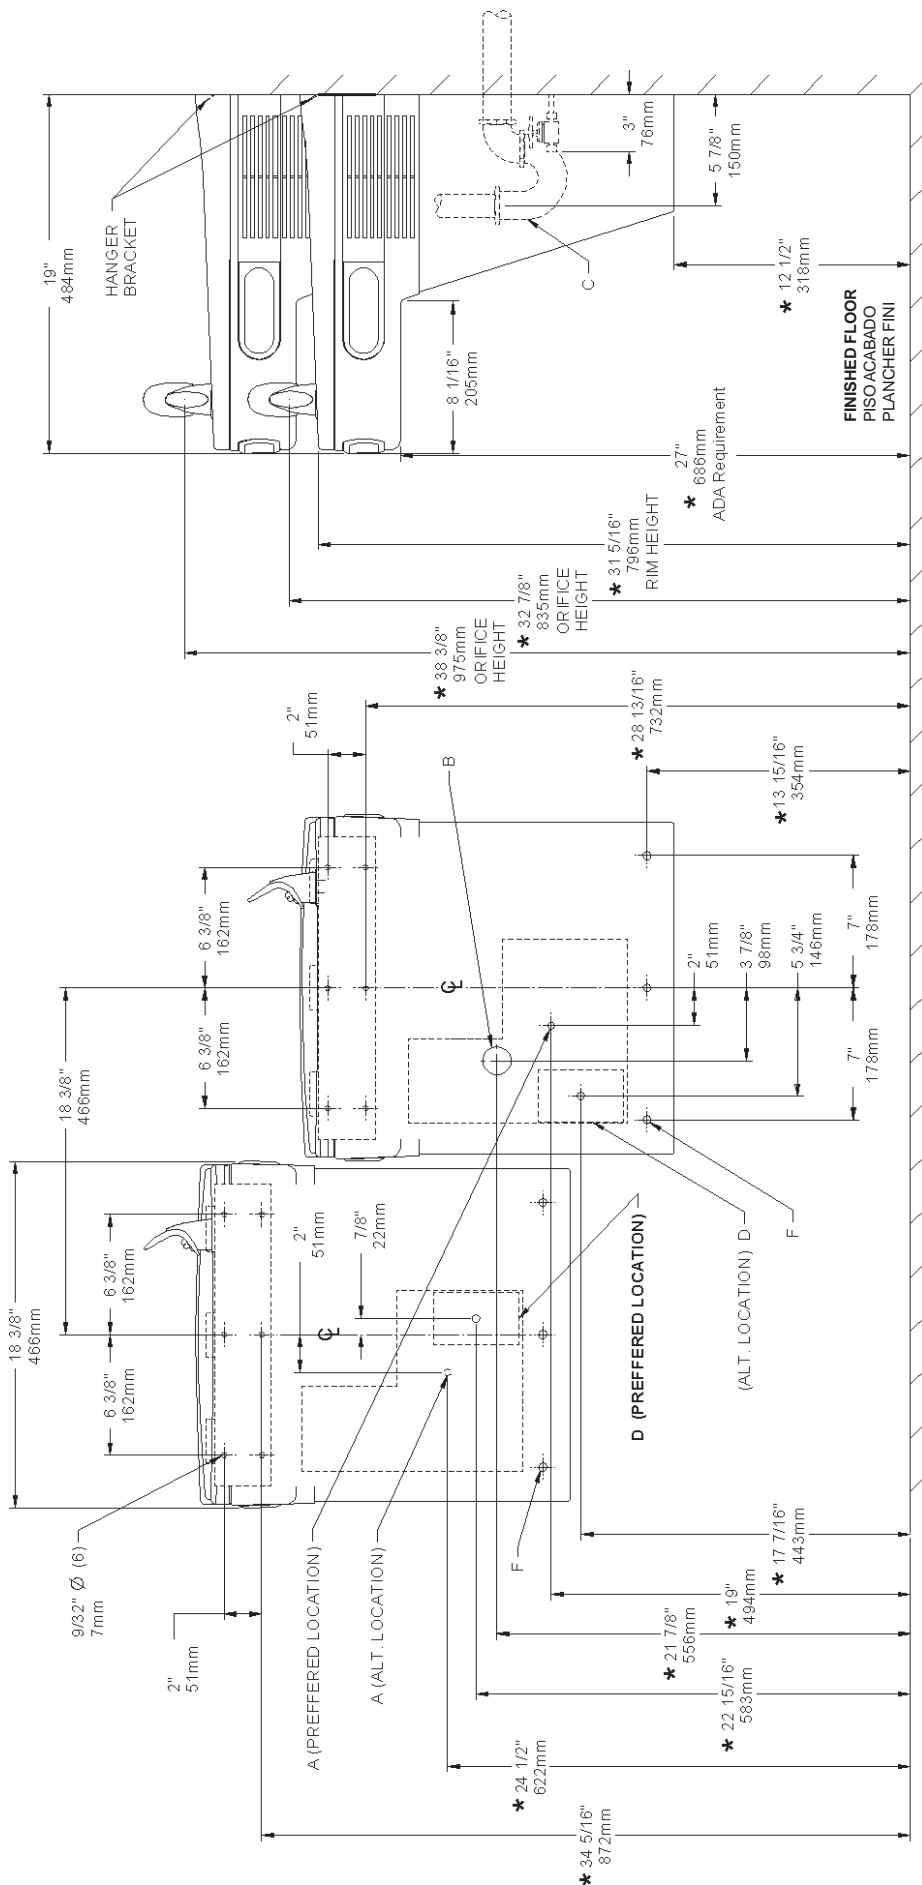 19"
484mm
HANGER
BRACKET
3"
76mm
5 7/8"
150mm
C
* 12 1/2"
318mm
FINISHED FLOOR
PISO ACABADO
PLANCHER FINI
8 1/16"
205mm
27"
* 686mm
ADA Requirement
* 31 5/16"
796mm
RIM HEIGHT
* 32 7/8"
835mm
ORIFICE
HEIGHT
* 38 3/8"
975mm
ORIFICE
HEIGHT
2"
51mm
* 28 13/16"
732mm
B
*13 15/16"
354mm
6 3/8"
162mm
6 3/8"
162mm
18 3/8"
466mm
CL
2"
51mm
3 7/8"
98mm
5 3/4"
146mm
7"
178mm
7"
178mm
18 3/8"
466mm
6 3/8"
162mm
6 3/8"
162mm
2"
51mm
7/8"
22mm
CL
D (PREFFERED LOCATION)
(ALT. LOCATION) D
F
F
9/32" Ø (6)
7mm
2"
51mm
A (PREFFERED LOCATION)
A (ALT. LOCATION)
* 17 7/16"
443mm
* 19"
494mm
* 21 7/8"
556mm
* 22 15/16"
583mm
* 24 1/2"
622mm
* 34 5/16"
872mm